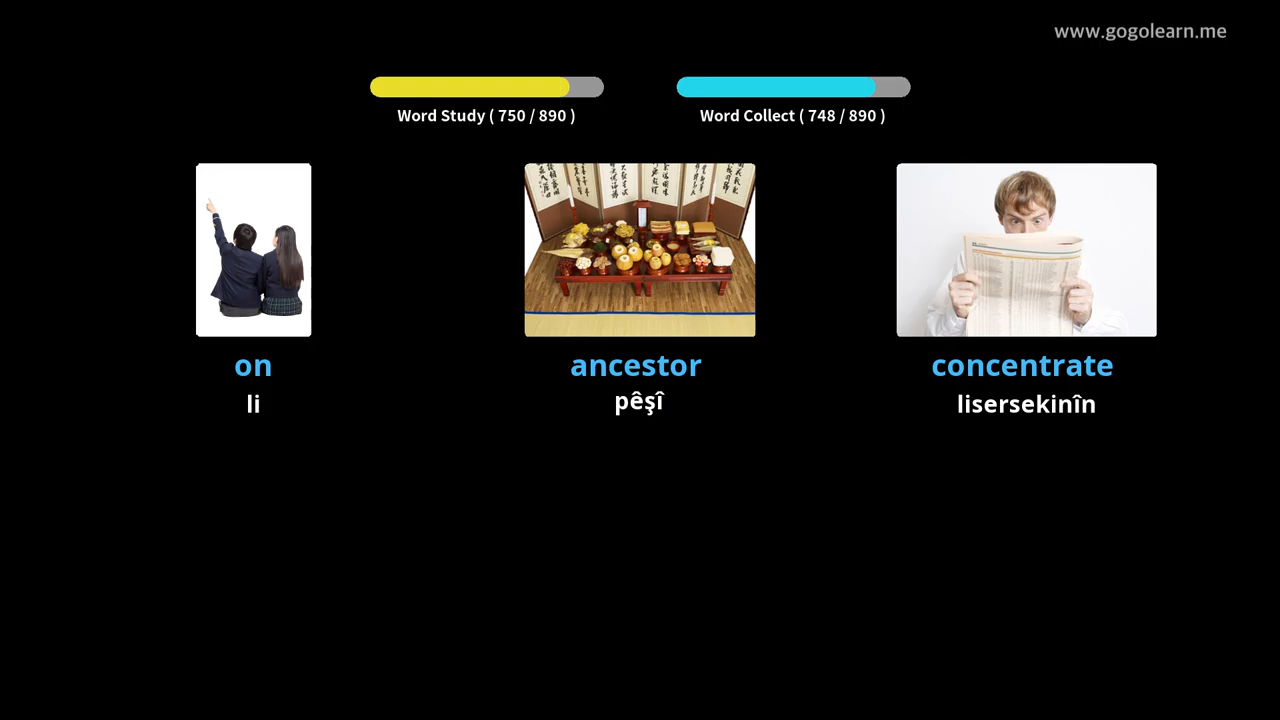 www.gogolearn.me
Word Study ( 750 / 890 )
Word Collect ( 748 / 890 )
on
li
ancestor
pêşî
concentrate
lisersekinîn